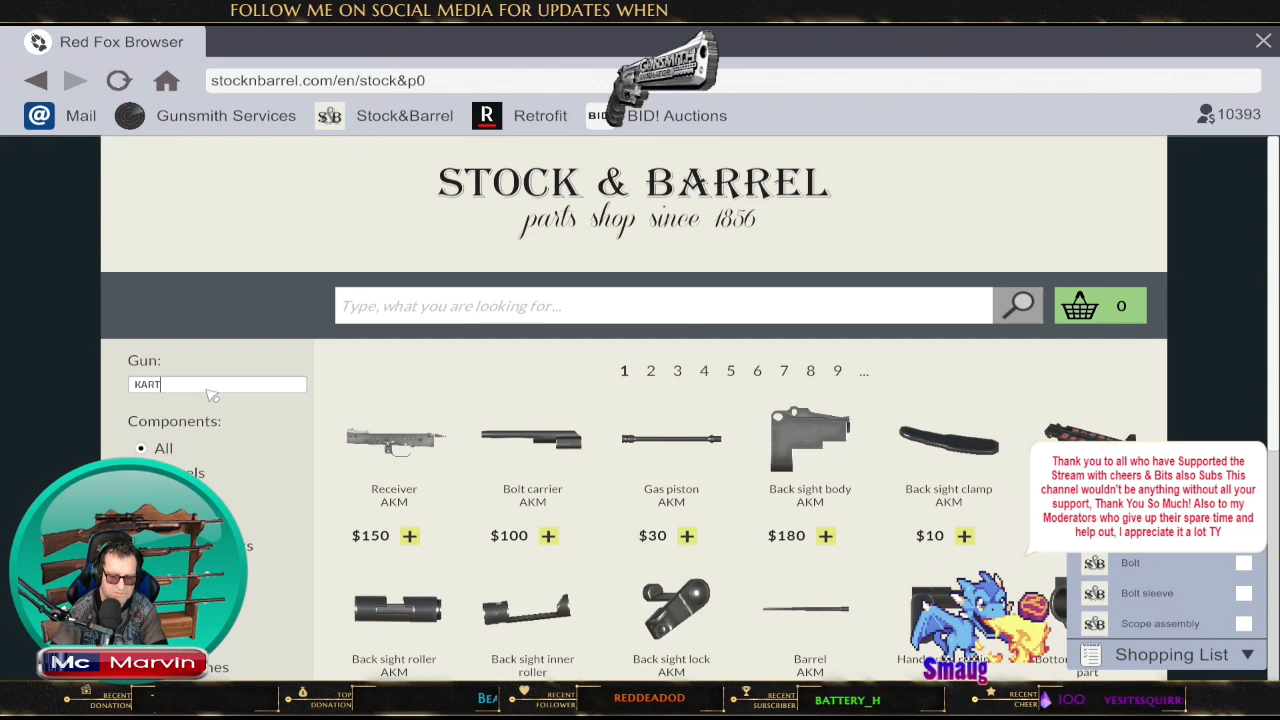 FOLLOW ME ON SOCIAL MEDIA FOR UPDATES WHEN
Red Fox Browser
GUNSMITH
SIMULATOR
stocknbarrel.com/en/stock&p0
@ Mail
Gunsmith Services
S&B Stock&Barrel
R Retrofit
BID! Auctions
10393
STOCK & BARREL
parts shop since 1856
Type, what you are looking for...
0
Gun:
KART
Components:
All
1 2 3 4 5 6 7 8 9 ...
Receiver
AKM
$150 +
Bolt carrier
AKM
$100 +
Gas piston
AKM
$30 +
Back sight body
AKM
$180 +
Back sight clamp
AKM
$10 +
Thank you to all who have Supported the
Stream with cheers & Bits also Subs This
channel wouldn't be anything without all your
support, Thank You So Much! Also to my
Moderators who give up their spare time and
help out, I appreciate it a lot TY
Back sight roller
AKM
Back sight inner
roller
AKM
Back sight lock
AKM
Barrel
AKM
part
S&B Bolt
S&B Bolt sleeve
S&B Scope assembly
Shopping List
Smaug
Mc Marvin
RECENT
DONATION
TOP
DONATION
RECENT
FOLLOWER
REDDEADOD
RECENT
SUBSCRIBER
BATTERY_H
RECENT
CHEER
100
YESITSSQUIRR